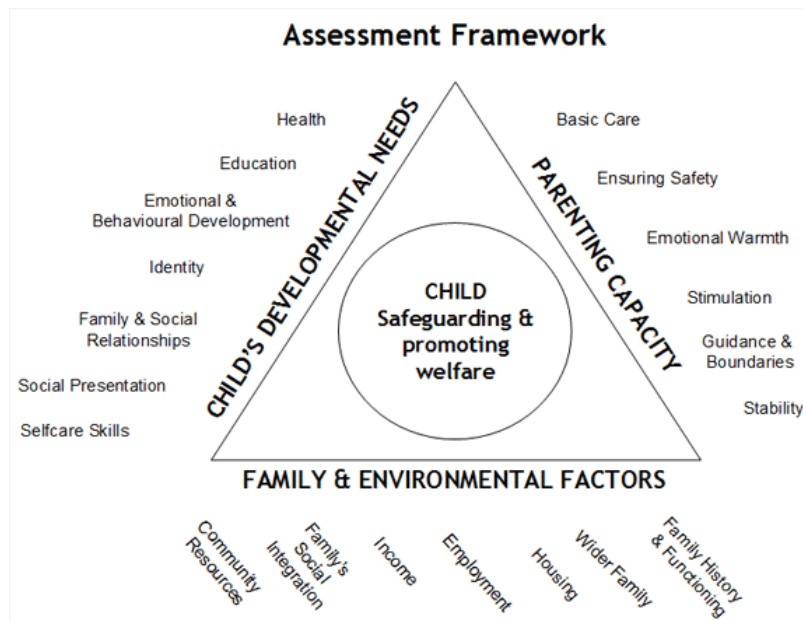 Assessment Framework
Health
Education
Emotional &
Behavioural Development
Identity
Family & Social
Relationships
Social Presentation
Selfcare Skills
CHILD'S DEVELOPMENTAL NEEDS
CHILD
Safeguarding &
promoting
welfare
PARENTING CAPACITY
Basic Care
Ensuring Safety
Emotional Warmth
Stimulation
Guidance &
Boundaries
Stability
FAMILY & ENVIRONMENTAL FACTORS
Community
Resources
Family's
Social
Integration
Income
Employment
Housing
Wider Family
Family History
& Functioning